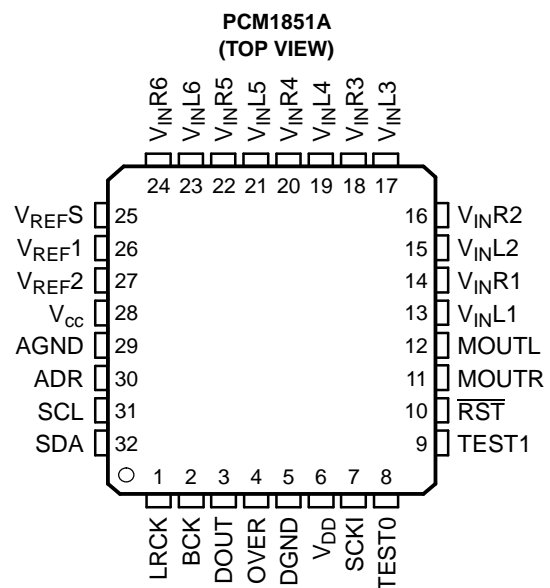 PCM1851A
(TOP VIEW)
VINR6
VINL6
VINR5
VINL5
VINR4
VINL4
VINR3
VINL3
24 23 22 21 20 19 18 17
VREFS 25 16 VINR2
VREF1 26 15 VINL2
VREF2 27 14 VINR1
Vcc 28 13 VINL1
AGND 29 12 MOUTL
ADR 30 11 MOUTR
SCL 31 10 RST
SDA 32 9 TEST1
1 2 3 4 5 6 7 8
LRCK
BCK
DOUT
OVER
DGND
VDD
SCKI
TEST0